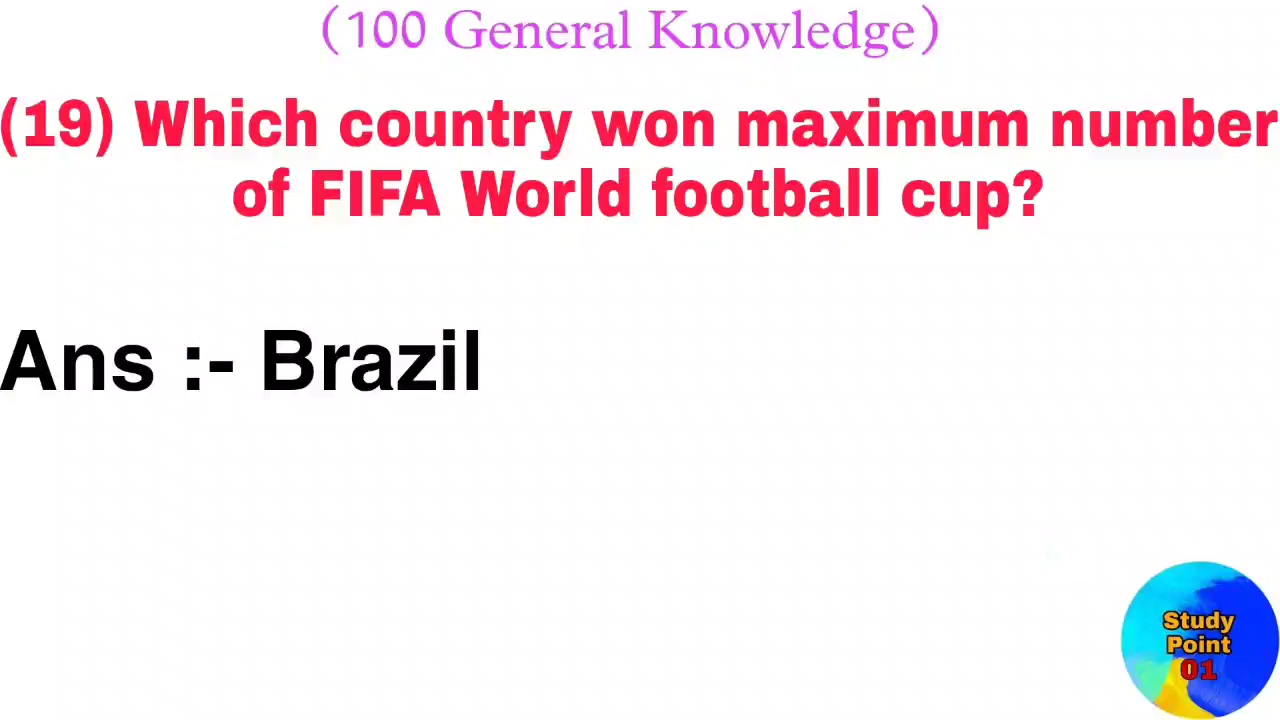 (100 General Knowledge)
(19) Which country won maximum number
of FIFA World football cup?
Ans :- Brazil
Study
Point
01